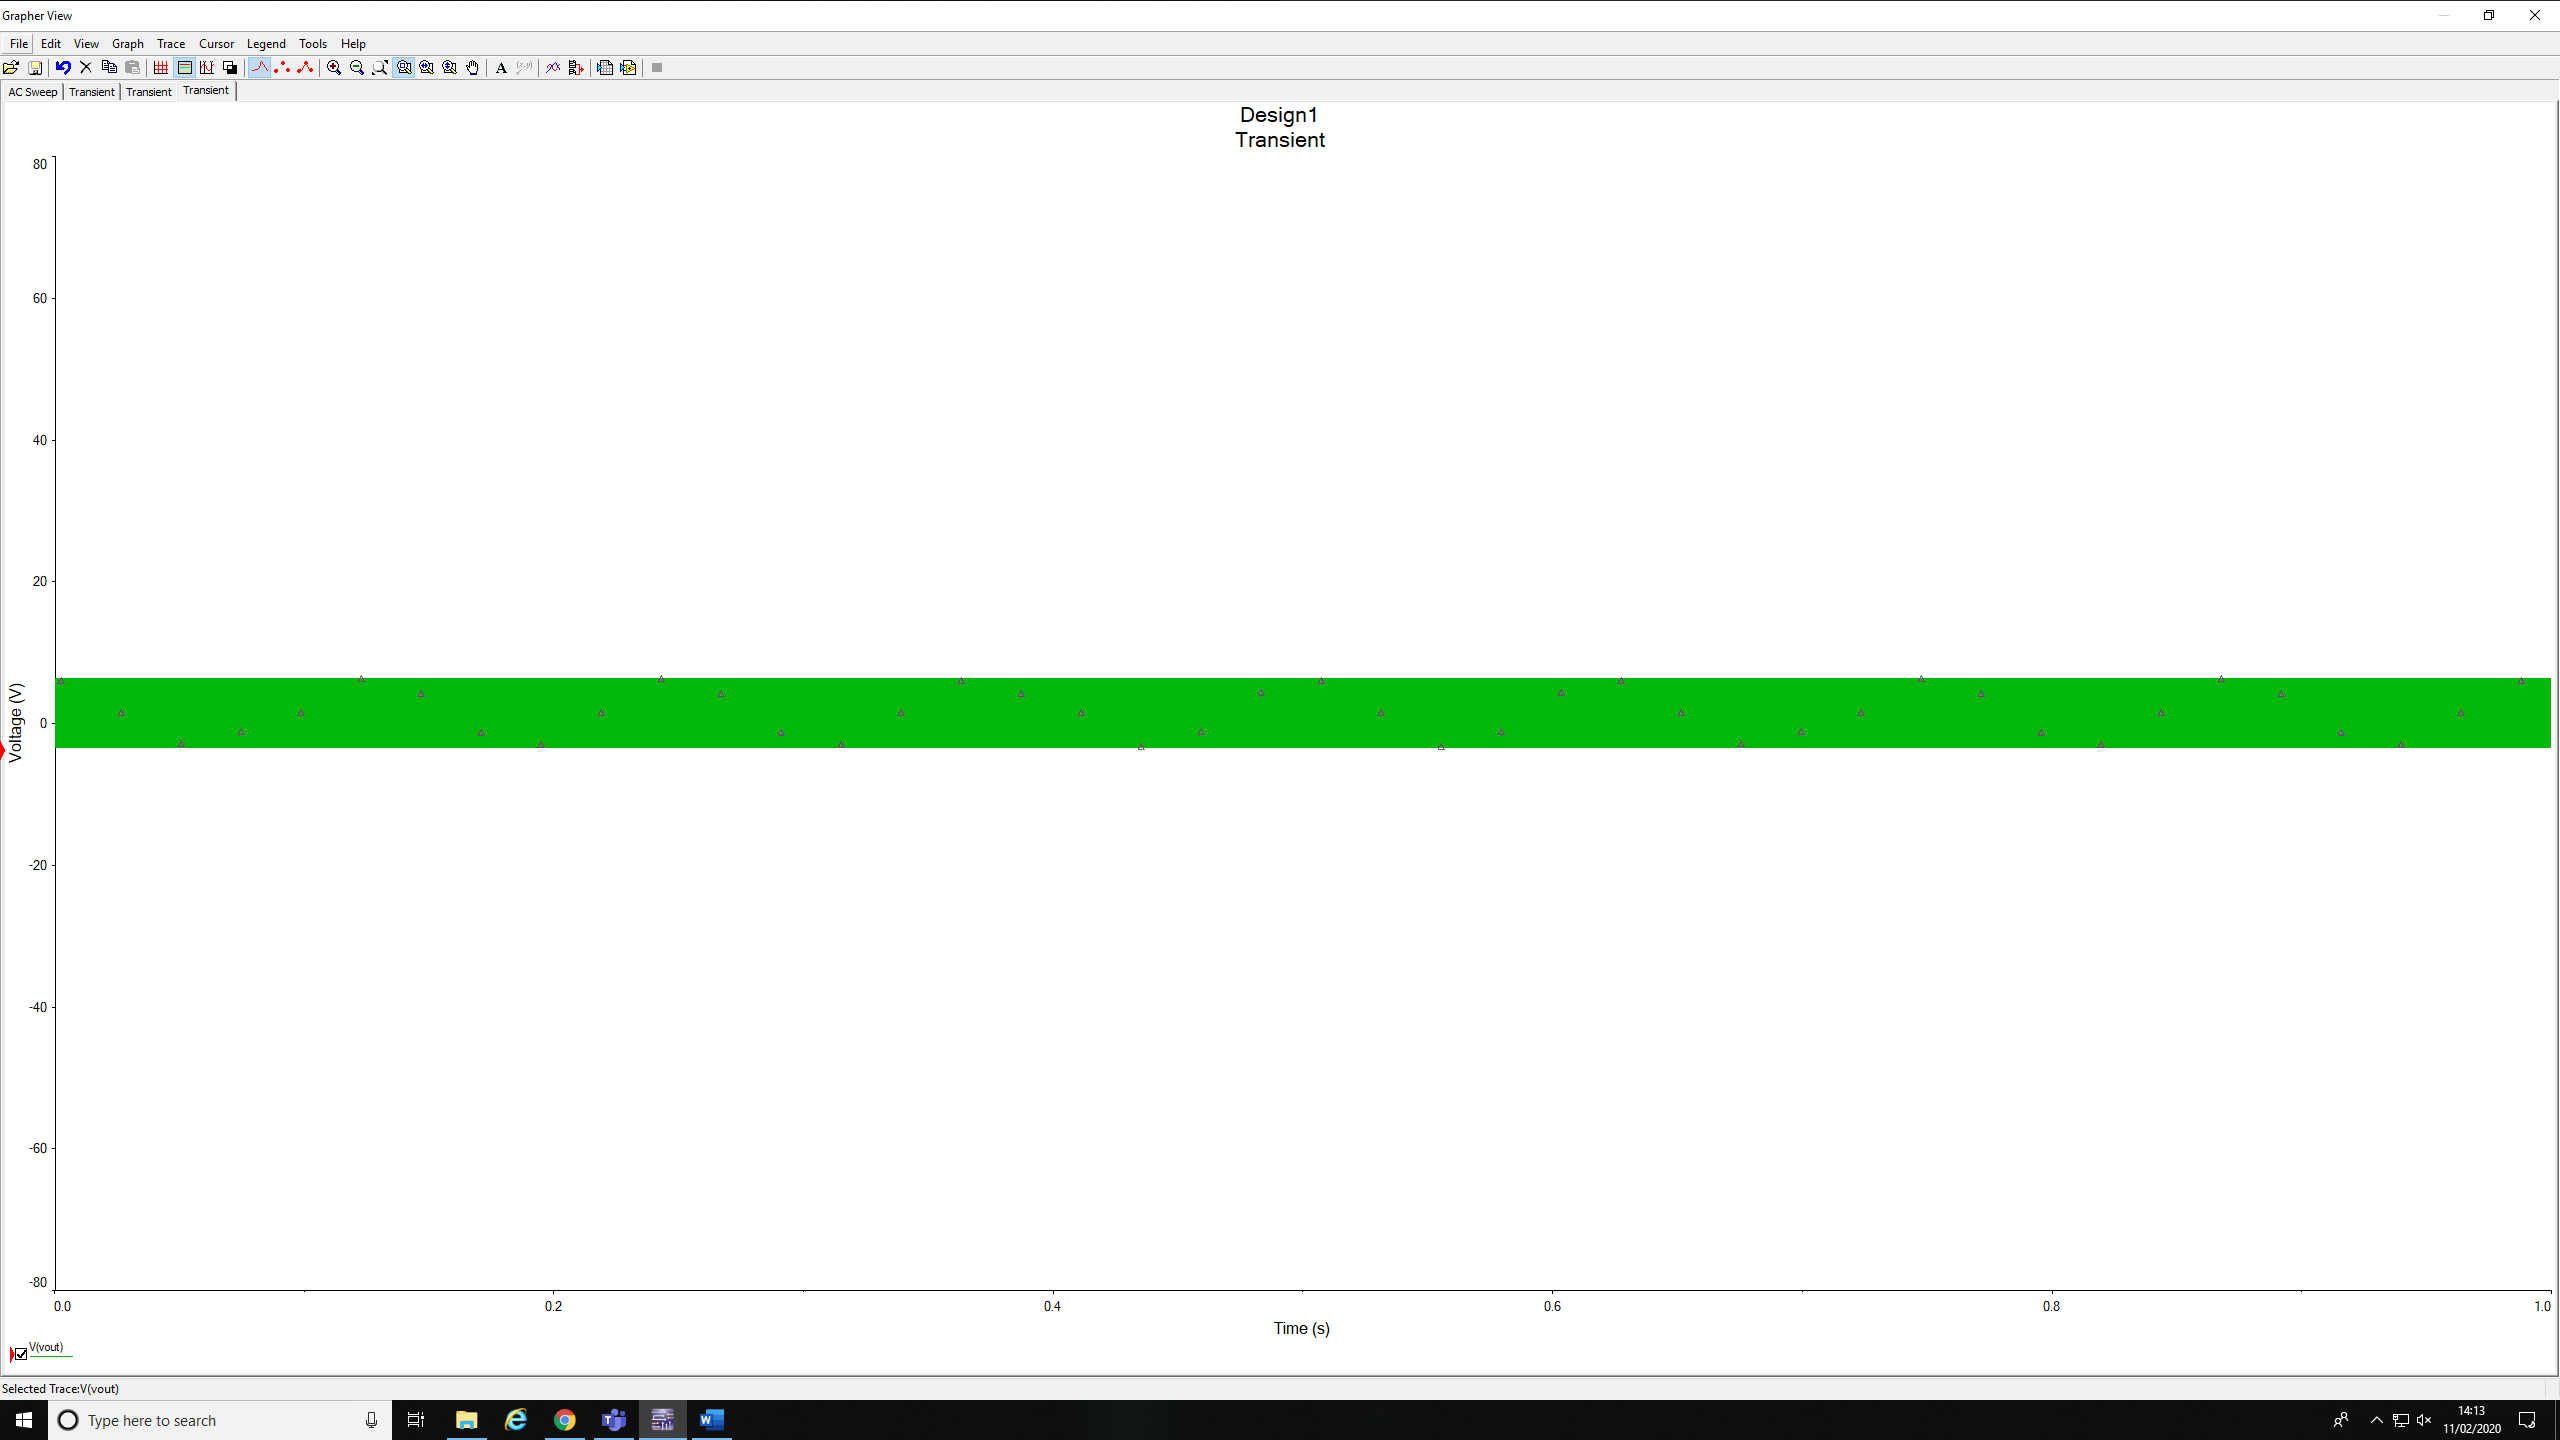 Grapher View
File Edit View Graph Trace Cursor Legend Tools Help
A
AC Sweep Transient Transient Transient
Design1
Transient
80
60
40
20
0
-20
-40
-60
-80
Voltage (V)
0.0 0.2 0.4 0.6 0.8 1.0
Time (s)
V(vout)
Selected Trace:V(vout)
Type here to search
14:13
11/02/2020